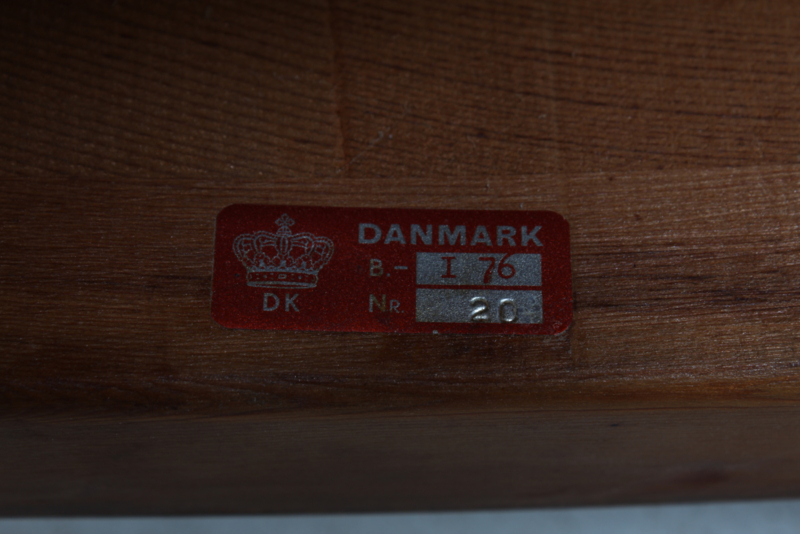 DANMARK
B.- I 76
DK
NR. 20